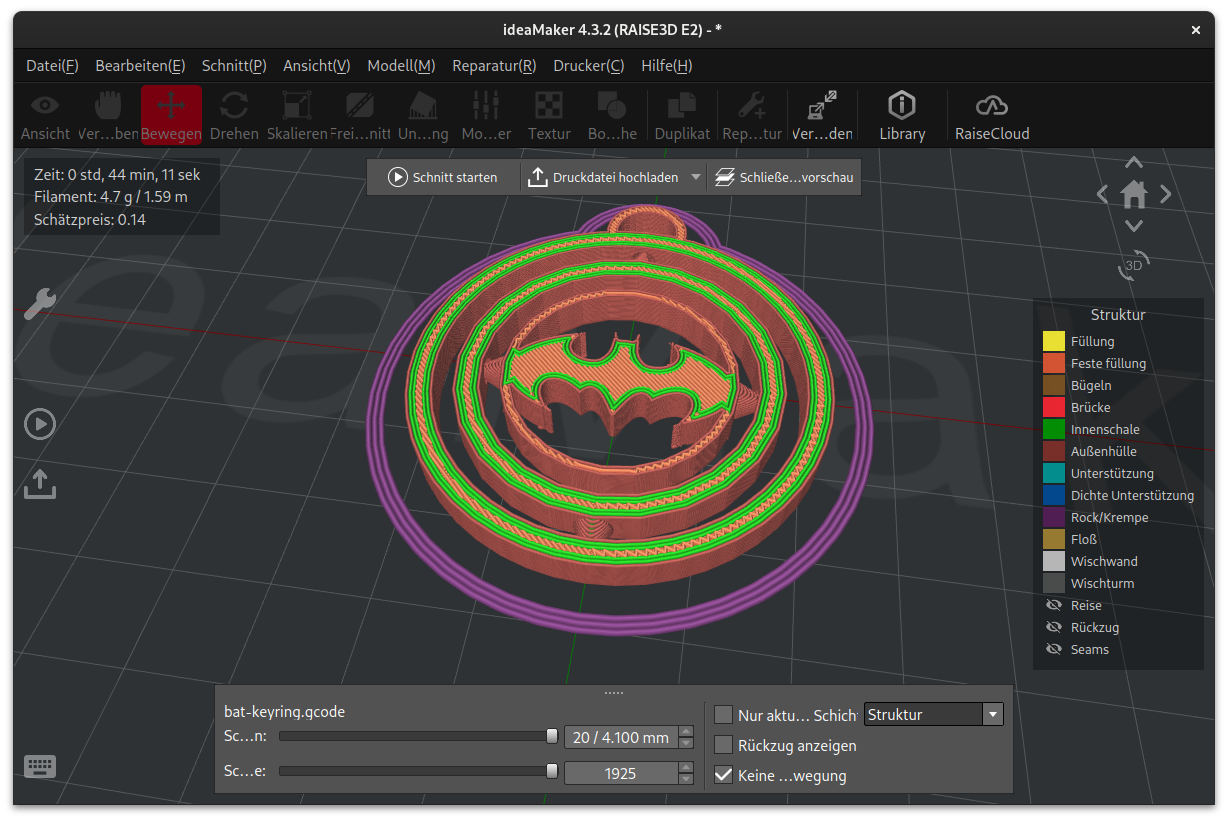 ideaMaker 4.3.2 (RAISE3D E2) - *
Datei(F) Bearbeiten(E) Schnitt(P) Ansicht(V) Modell(M) Reparatur(R) Drucker(C) Hilfe(H)
Ansicht Ver…ben Bewegen Drehen Skalieren Frei…nitt Un…ng Mo…er Textur Bo…he Duplikat Rep…tur Ver…den Library RaiseCloud
Zeit: 0 std, 44 min, 11 sek
Filament: 4.7 g / 1.59 m
Schätzpreis: 0.14
Schnitt starten Druckdatei hochladen Schließe…vorschau
3D
Struktur
Füllung
Feste füllung
Bügeln
Brücke
Innenschale
Außenhülle
Unterstützung
Dichte Unterstützung
Rock/Krempe
Floß
Wischwand
Wischturm
Reise
Rückzug
Seams
bat-keyring.gcode
Sc…n: 20 / 4.100 mm
Sc…e: 1925
Nur aktu… Schich Struktur
Rückzug anzeigen
Keine …wegung